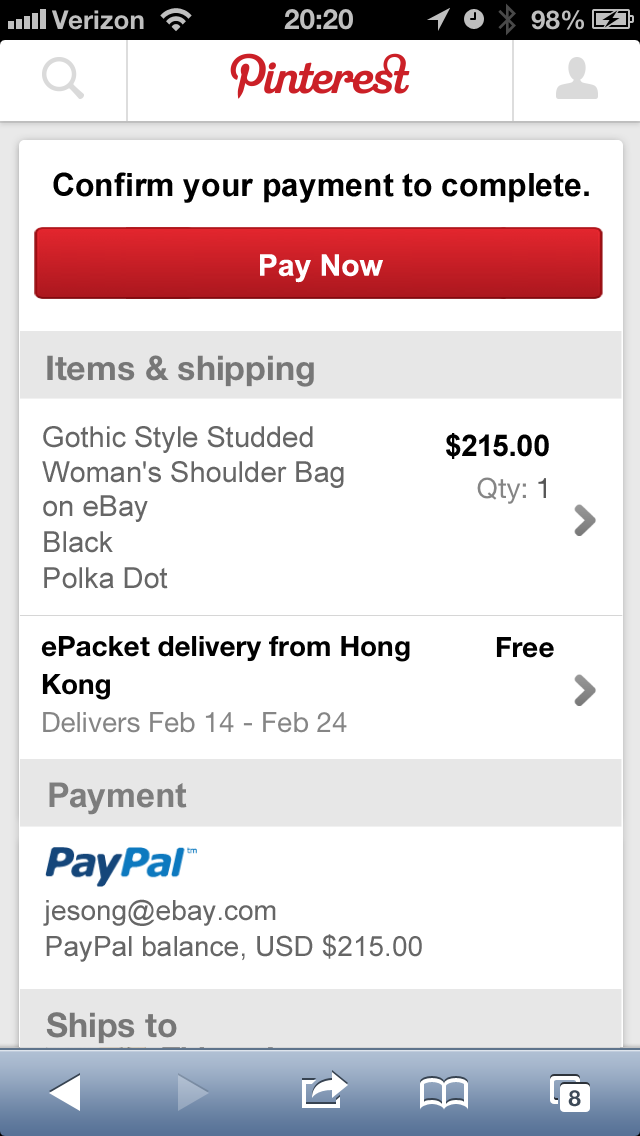 Verizon 20:20 98%
Pinterest
Confirm your payment to complete.
Pay Now
Items & shipping
Gothic Style Studded $215.00
Woman's Shoulder Bag Qty: 1
on eBay
Black
Polka Dot
ePacket delivery from Hong Free
Kong
Delivers Feb 14 - Feb 24
Payment
PayPal™
jesong@ebay.com
PayPal balance, USD $215.00
Ships to
8